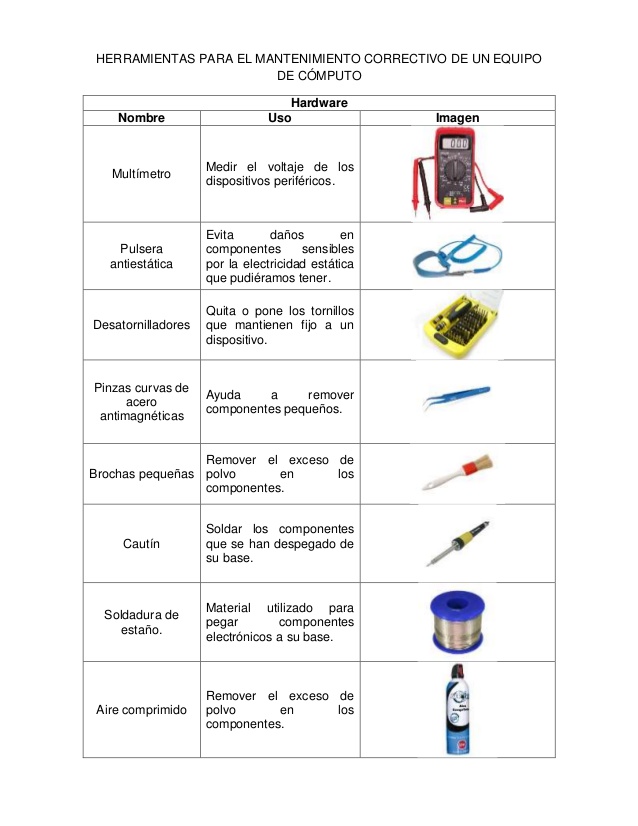 HERRAMIENTAS PARA EL MANTENIMIENTO CORRECTIVO DE UN EQUIPO
DE CÓMPUTO
Hardware
Nombre Uso Imagen
Multímetro
Medir el voltaje de los
dispositivos periféricos.
000
Pulsera
antiestática
Evita daños en
componentes sensibles
por la electricidad estática
que pudiéramos tener.
Desatornilladores
Quita o pone los tornillos
que mantienen fijo a un
dispositivo.
Pinzas curvas de
acero
antimagnéticas
Ayuda a remover
componentes pequeños.
Brochas pequeñas
Remover el exceso de
polvo en los
componentes.
Cautín
Soldar los componentes
que se han despegado de
su base.
Soldadura de
estaño.
Material utilizado para
pegar componentes
electrónicos a su base.
Aire comprimido
Remover el exceso de
polvo en los
componentes.